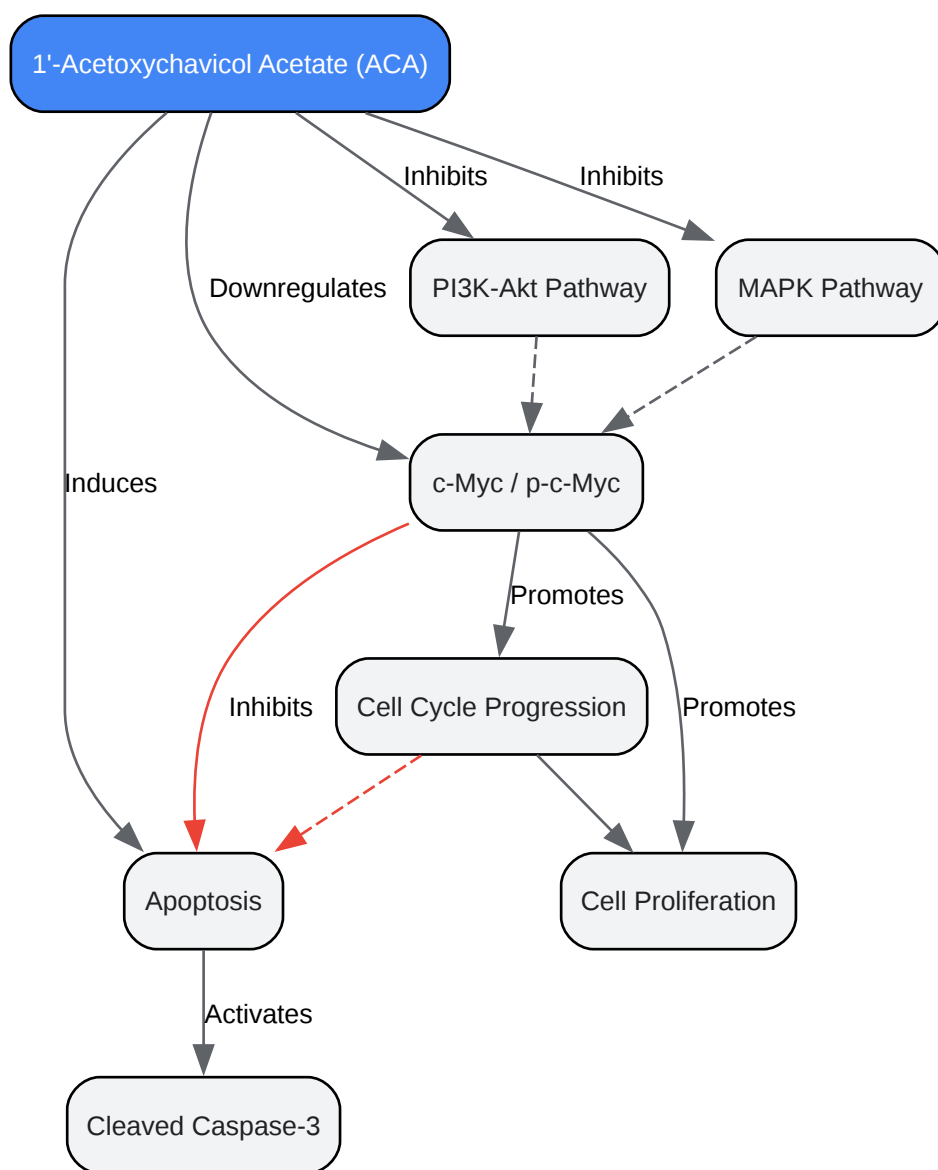 1'-Acetoxychavicol Acetate (ACA)
Inhibits
Inhibits
Downregulates
PI3K-Akt Pathway
MAPK Pathway
Induces
c-Myc / p-c-Myc
Promotes
Inhibits
Cell Cycle Progression
Promotes
Apoptosis
Cell Proliferation
Activates
Cleaved Caspase-3